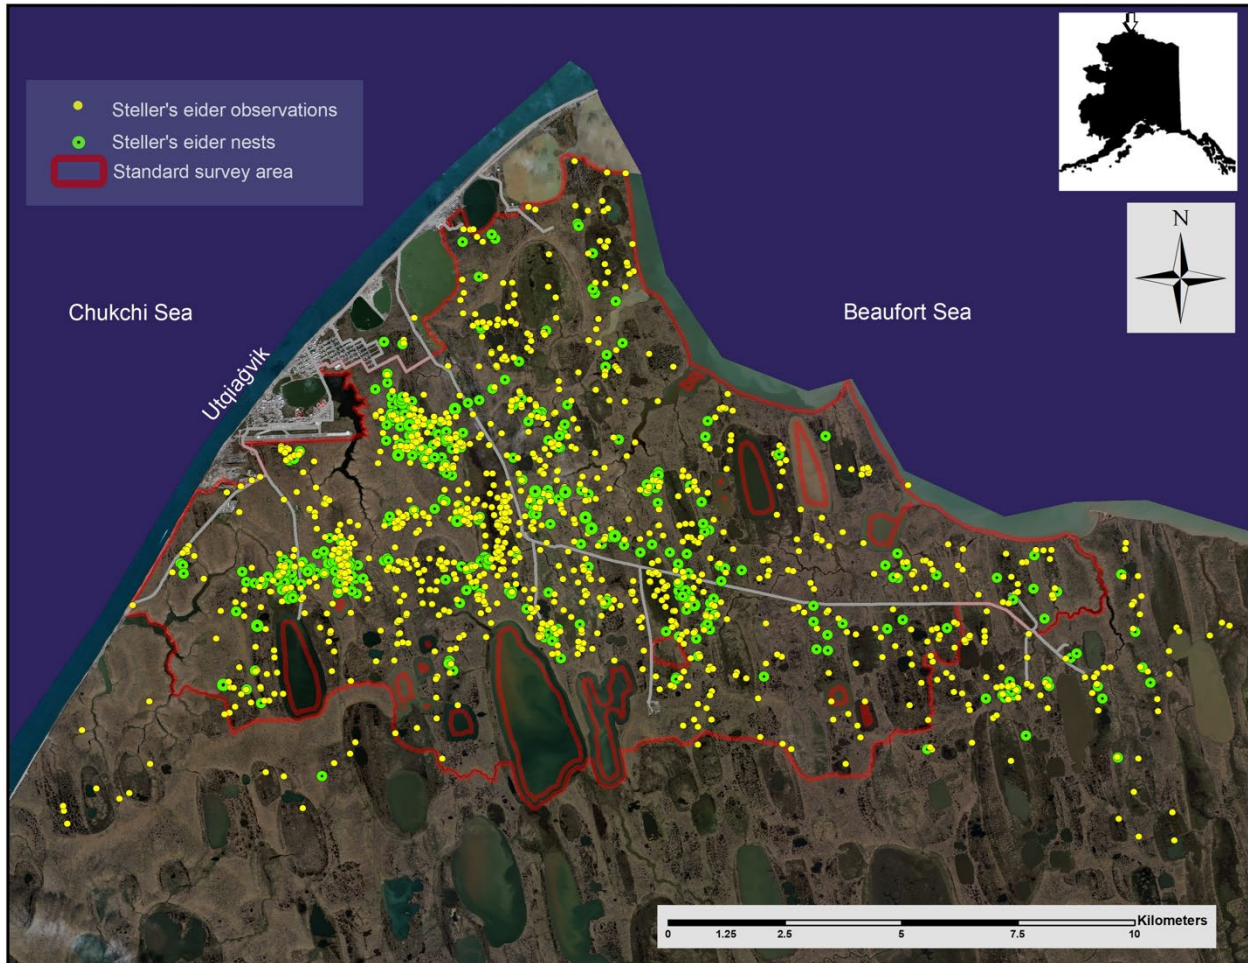 Steller's eider observations
Steller's eider nests
Standard survey area
N
Chukchi Sea
Beaufort Sea
Utqiaġvik
Kilometers
0 1.25 2.5 5 7.5 10